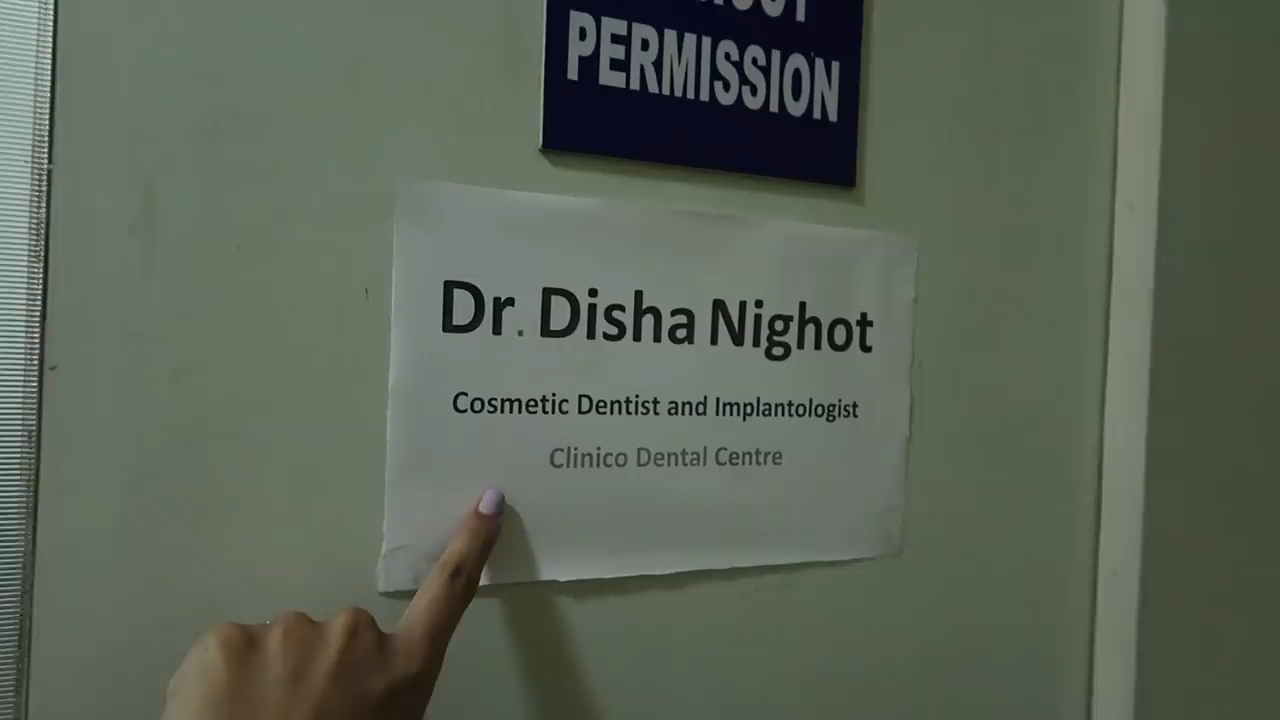 PERMISSION
Dr. Disha Nighot
Cosmetic Dentist and Implantologist
Clinico Dental Centre